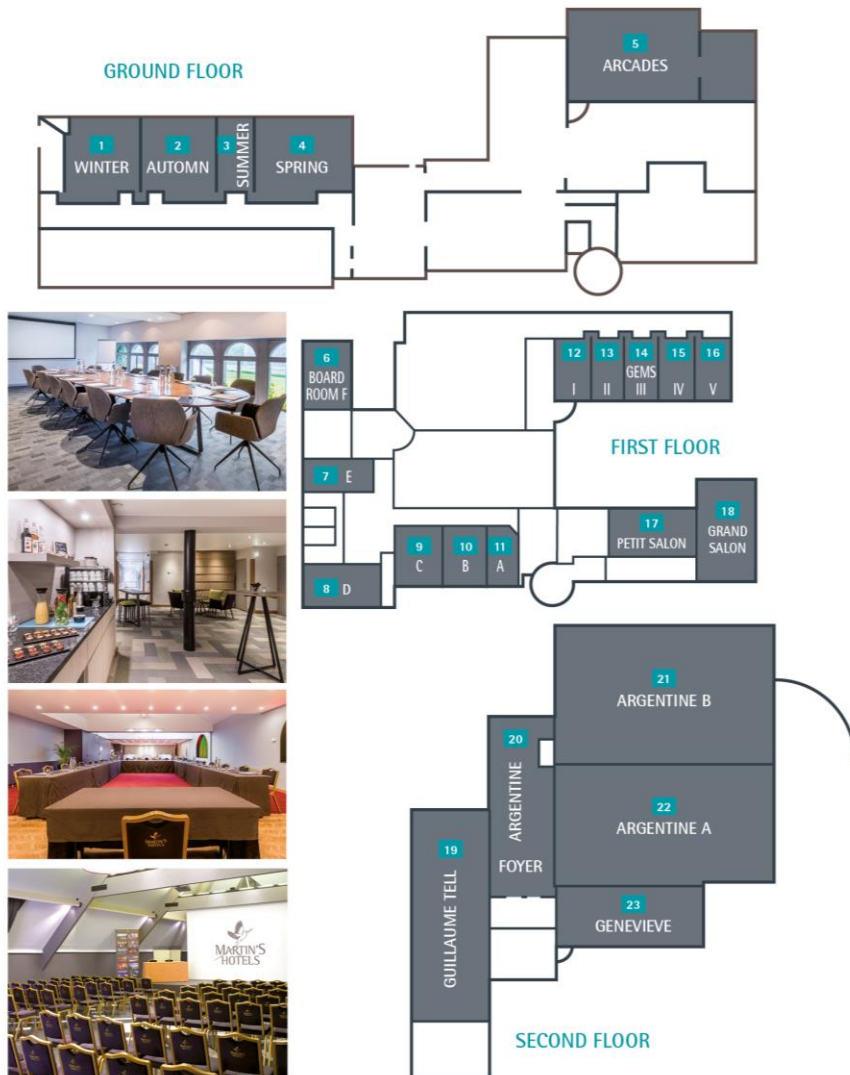 GROUND FLOOR
1
WINTER
2
AUTOMN
3
SUMMER
4
SPRING
5
ARCADES
6
BOARD
ROOM F
7 E
8 D
9
C
10
B
11
A
12
I
13
II
14
GEMS
III
15
IV
16
V
FIRST FLOOR
17
PETIT SALON
18
GRAND
SALON
19
GUILLAUME TELL
20
ARGENTINE
FOYER
21
ARGENTINE B
22
ARGENTINE A
23
GENEVIEVE
SECOND FLOOR
MARTIN'S
HOTELS
MARTIN'S
HOTELS